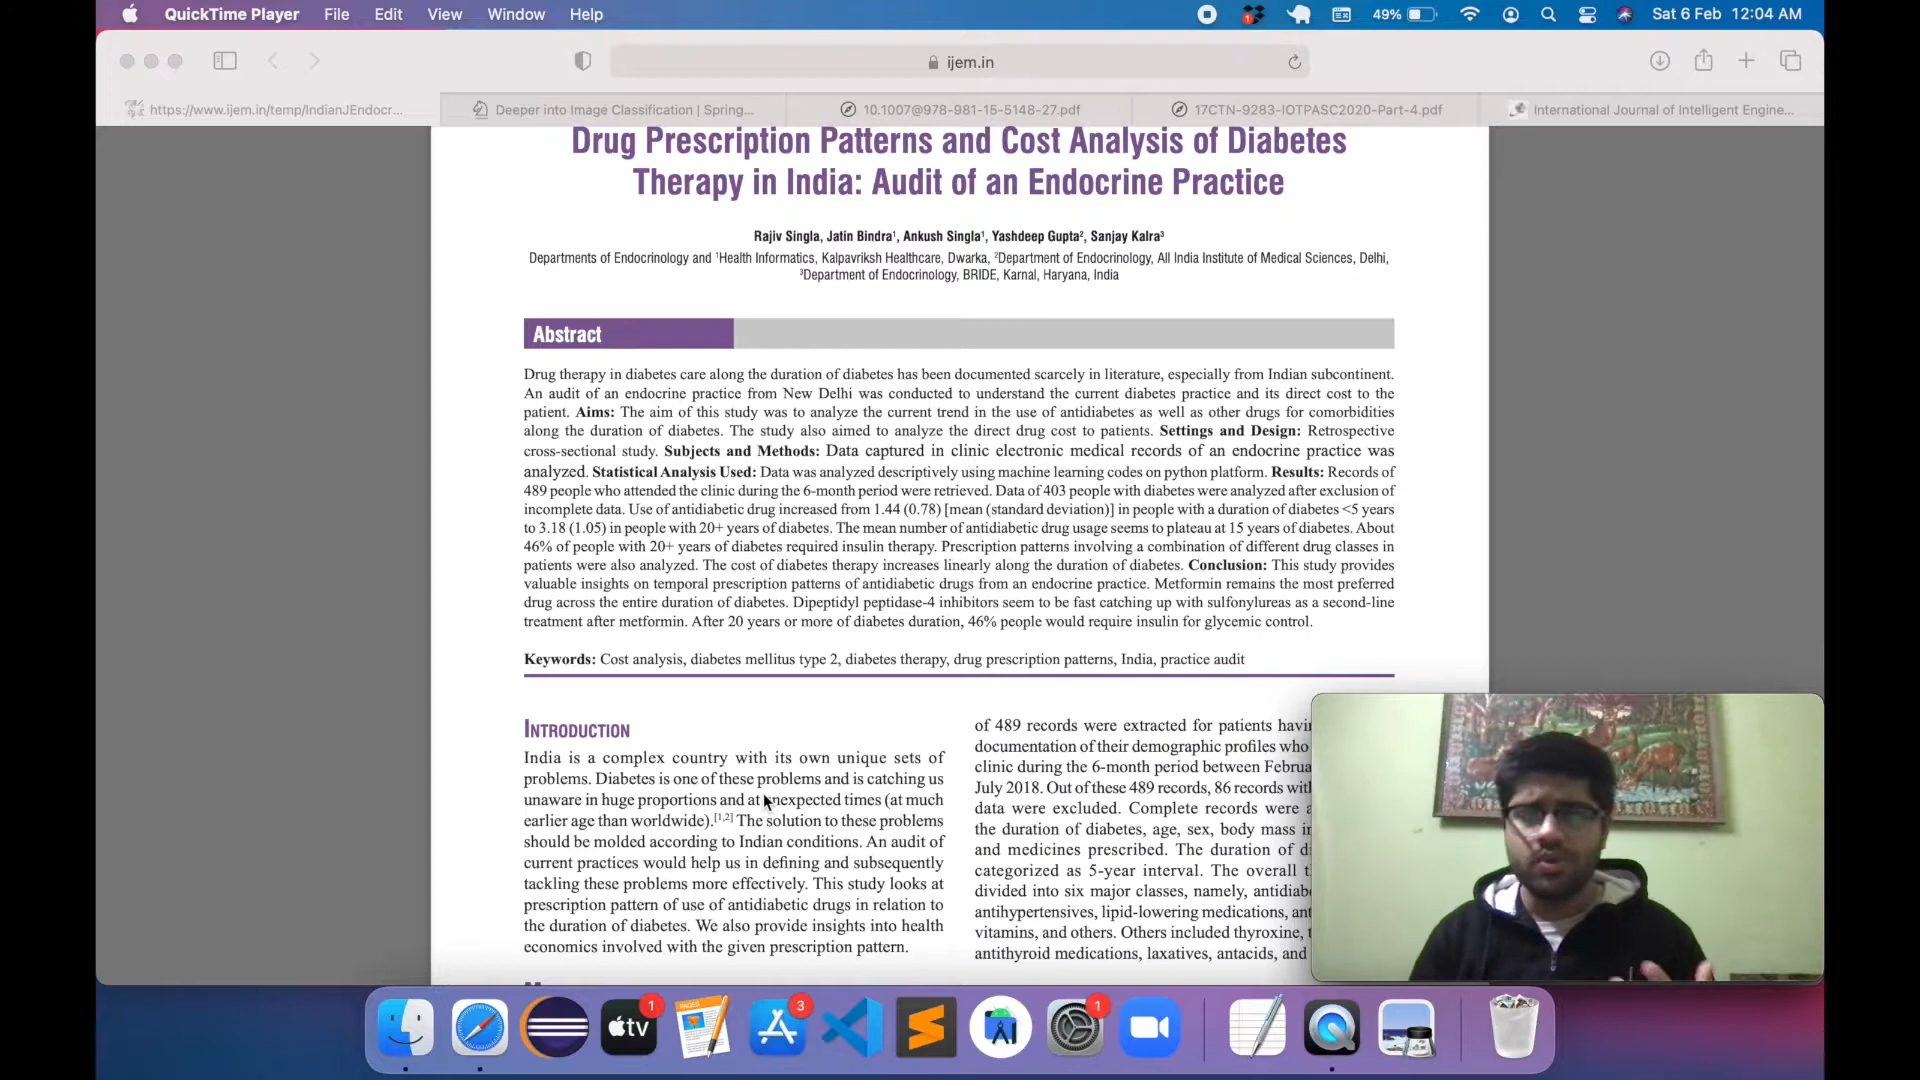 QuickTime Player File Edit View Window Help
49% Sat 6 Feb 12:04 AM
ijem.in
https://www.ijem.in/temp/IndianJEndocr...
Deeper into Image Classification | Spring...
10.1007@978-981-15-5148-27.pdf
17CTN-9283-IOTPASC2020-Part-4.pdf
International Journal of Intelligent Engine...
Drug Prescription Patterns and Cost Analysis of Diabetes
Therapy in India: Audit of an Endocrine Practice
Rajiv Singla, Jatin Bindra¹, Ankush Singla¹, Yashdeep Gupta², Sanjay Kalra³
Departments of Endocrinology and ¹Health Informatics, Kalpavriksh Healthcare, Dwarka, ²Department of Endocrinology, All India Institute of Medical Sciences, Delhi,
³Department of Endocrinology, BRIDE, Karnal, Haryana, India
Abstract
Drug therapy in diabetes care along the duration of diabetes has been documented scarcely in literature, especially from Indian subcontinent.
An audit of an endocrine practice from New Delhi was conducted to understand the current diabetes practice and its direct cost to the
patient. Aims: The aim of this study was to analyze the current trend in the use of antidiabetes as well as other drugs for comorbidities
along the duration of diabetes. The study also aimed to analyze the direct drug cost to patients. Settings and Design: Retrospective
cross-sectional study. Subjects and Methods: Data captured in clinic electronic medical records of an endocrine practice was
analyzed. Statistical Analysis Used: Data was analyzed descriptively using machine learning codes on python platform. Results: Records of
489 people who attended the clinic during the 6-month period were retrieved. Data of 403 people with diabetes were analyzed after exclusion of
incomplete data. Use of antidiabetic drug increased from 1.44 (0.78) [mean (standard deviation)] in people with a duration of diabetes <5 years
to 3.18 (1.05) in people with 20+ years of diabetes. The mean number of antidiabetic drug usage seems to plateau at 15 years of diabetes. About
46% of people with 20+ years of diabetes required insulin therapy. Prescription patterns involving a combination of different drug classes in
patients were also analyzed. The cost of diabetes therapy increases linearly along the duration of diabetes. Conclusion: This study provides
valuable insights on temporal prescription patterns of antidiabetic drugs from an endocrine practice. Metformin remains the most preferred
drug across the entire duration of diabetes. Dipeptidyl peptidase-4 inhibitors seem to be fast catching up with sulfonylureas as a second-line
treatment after metformin. After 20 years or more of diabetes duration, 46% people would require insulin for glycemic control.
Keywords: Cost analysis, diabetes mellitus type 2, diabetes therapy, drug prescription patterns, India, practice audit
Introduction
India is a complex country with its own unique sets of
problems. Diabetes is one of these problems and is catching us
unaware in huge proportions and at unexpected times (at much
earlier age than worldwide).[1,2] The solution to these problems
should be molded according to Indian conditions. An audit of
current practices would help us in defining and subsequently
tackling these problems more effectively. This study looks at
prescription pattern of use of antidiabetic drugs in relation to
the duration of diabetes. We also provide insights into health
economics involved with the given prescription pattern.
of 489 records were extracted for patients havin
documentation of their demographic profiles who
clinic during the 6-month period between Februa
July 2018. Out of these 489 records, 86 records with
data were excluded. Complete records were a
the duration of diabetes, age, sex, body mass in
and medicines prescribed. The duration of di
categorized as 5-year interval. The overall t
divided into six major classes, namely, antidiab
antihypertensives, lipid-lowering medications, ant
vitamins, and others. Others included thyroxine, t
antithyroid medications, laxatives, antacids, and
tv
1
PAGES
3
1